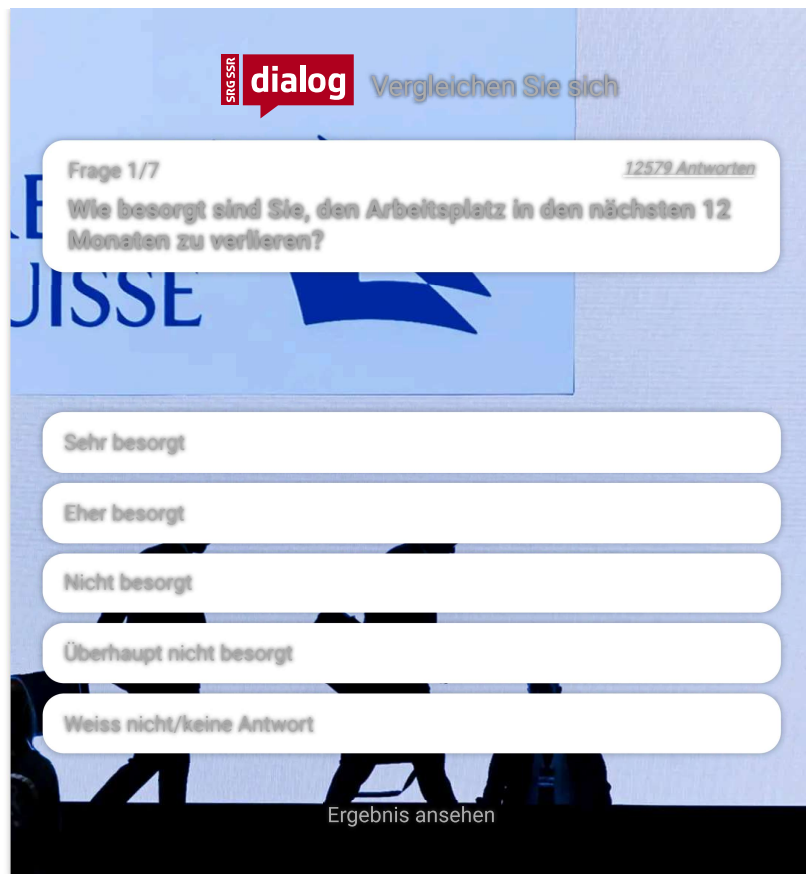 SRG SSR
dialog
Vergleichen Sie sich
Frage 1/7
12579 Antworten
Wie besorgt sind Sie, den Arbeitsplatz in den nächsten 12
Monaten zu verlieren?
UISSE
Sehr besorgt
Eher besorgt
Nicht besorgt
Überhaupt nicht besorgt
Weiss nicht/keine Antwort
Ergebnis ansehen